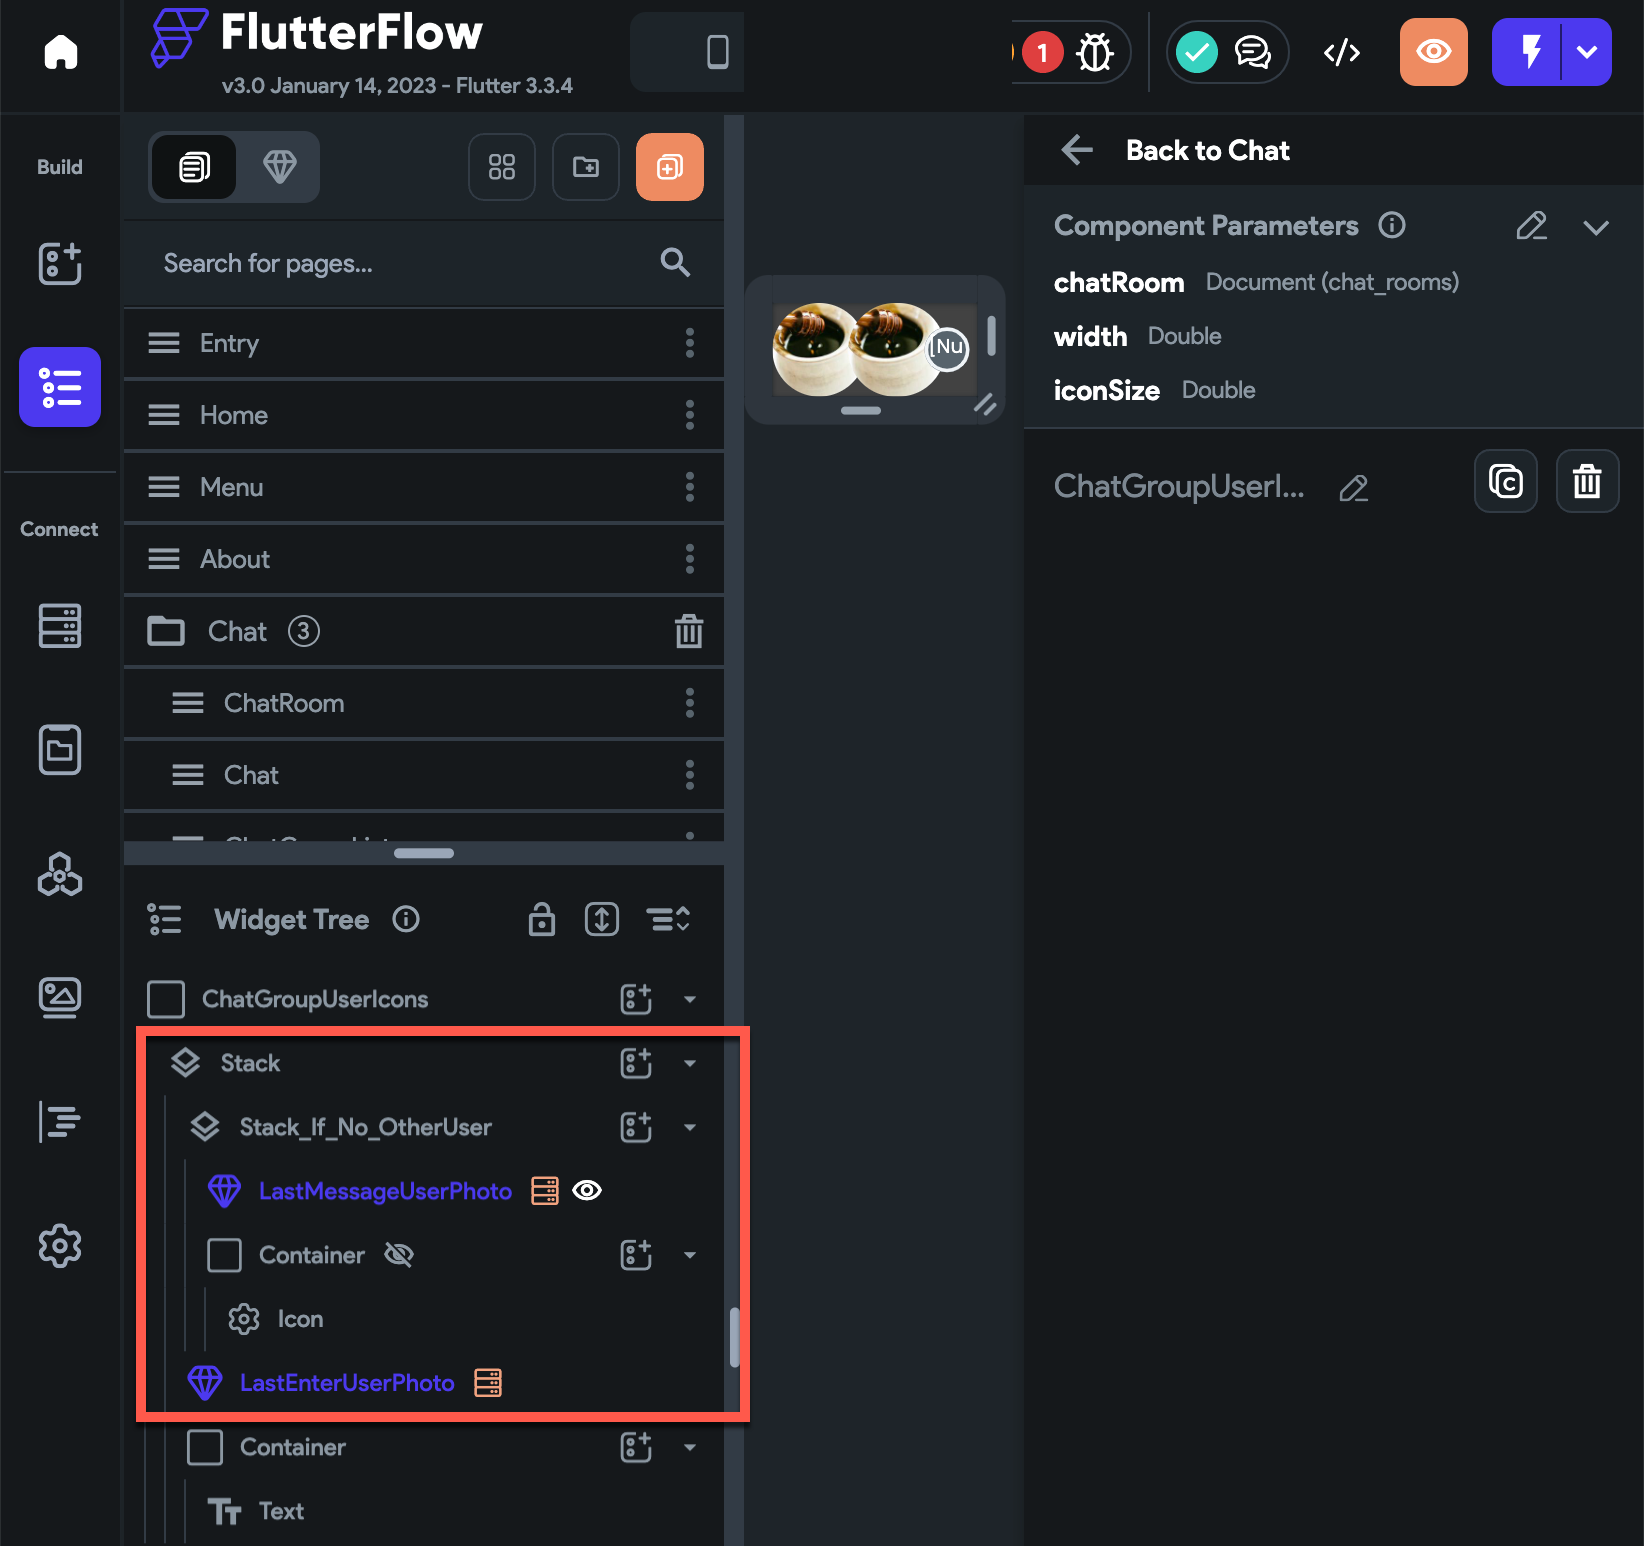 FlutterFlow
v3.0 January 14, 2023 - Flutter 3.3.4
1
Build
Back to Chat
Search for pages...
Component Parameters
chatRoom Document (chat_rooms)
width Double
iconSize Double
[Nu
Entry
Home
Menu
ChatGroupUserI...
Connect
About
Chat 3
ChatRoom
Chat
Widget Tree
ChatGroupUserIcons
Stack
Stack_If_No_OtherUser
LastMessageUserPhoto
Container
Icon
LastEnterUserPhoto
Container
Tt Text